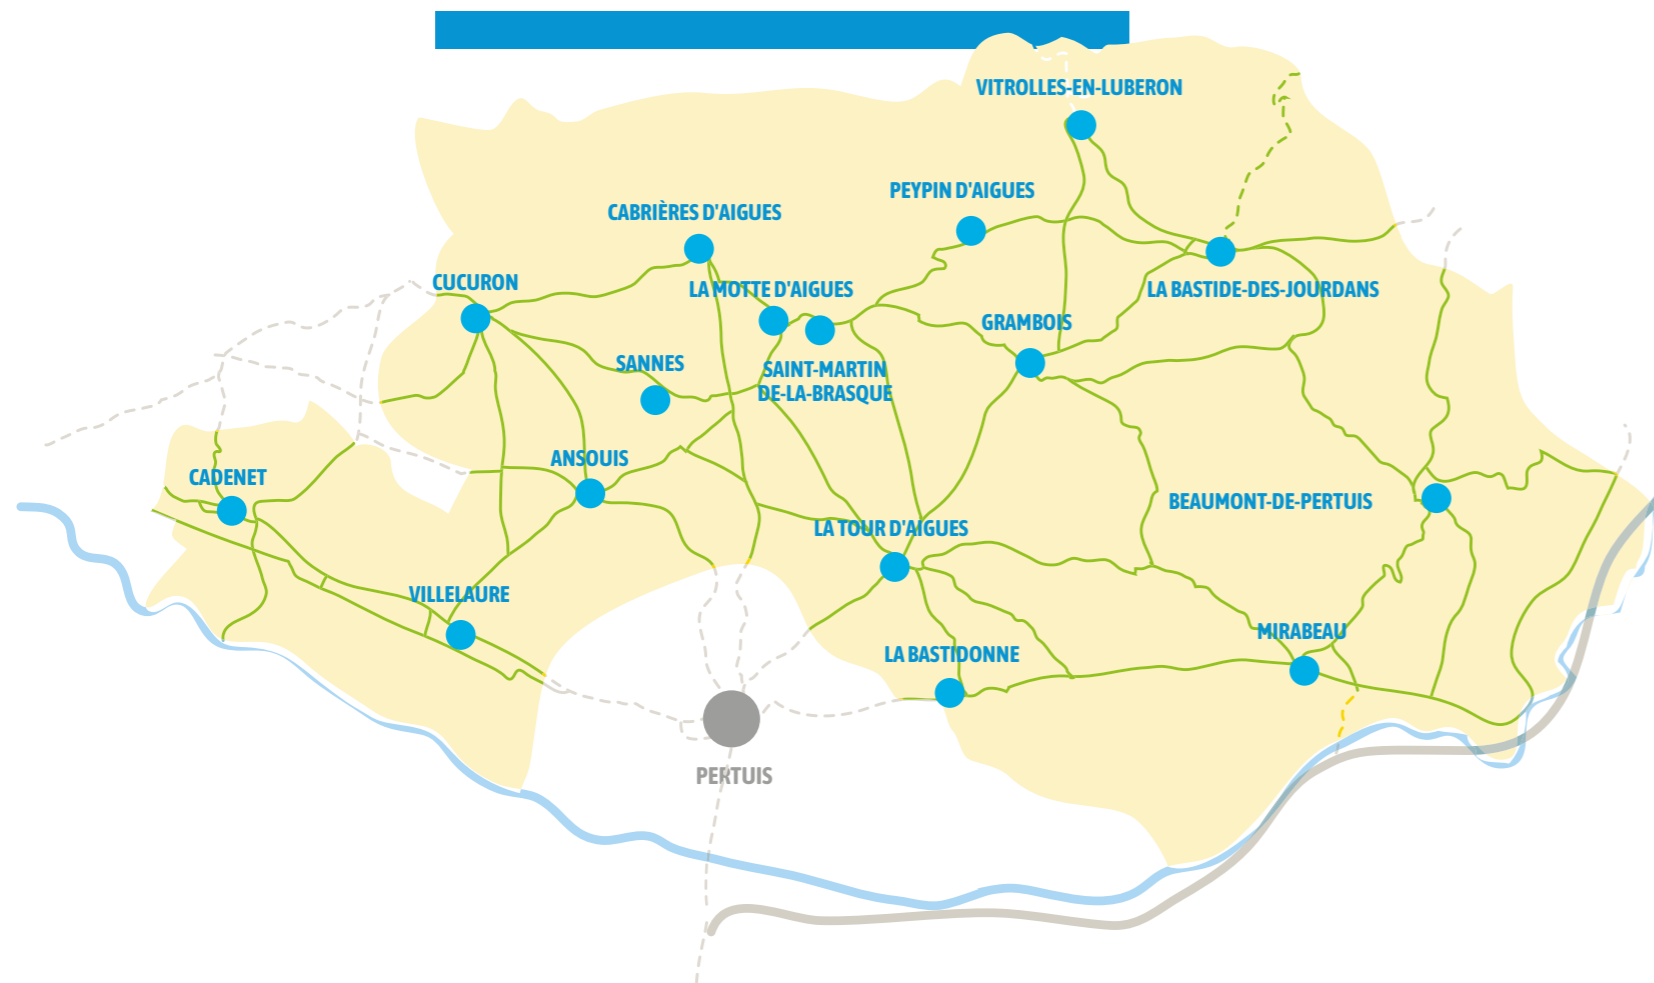 VITROLLES-EN-LUBERON
PEYPIN D'AIGUES
CABRIÈRES D'AIGUES
CUCURON
LA MOTTE D'AIGUES
LA BASTIDE-DES-JOURDANS
GRAMBOIS
SANNES
SAINT-MARTIN
DE-LA-BRASQUE
ANSOUIS
CADENET
BEAUMONT-DE-PERTUIS
LA TOUR D'AIGUES
VILLELAURE
MIRABEAU
LA BASTIDONNE
PERTUIS